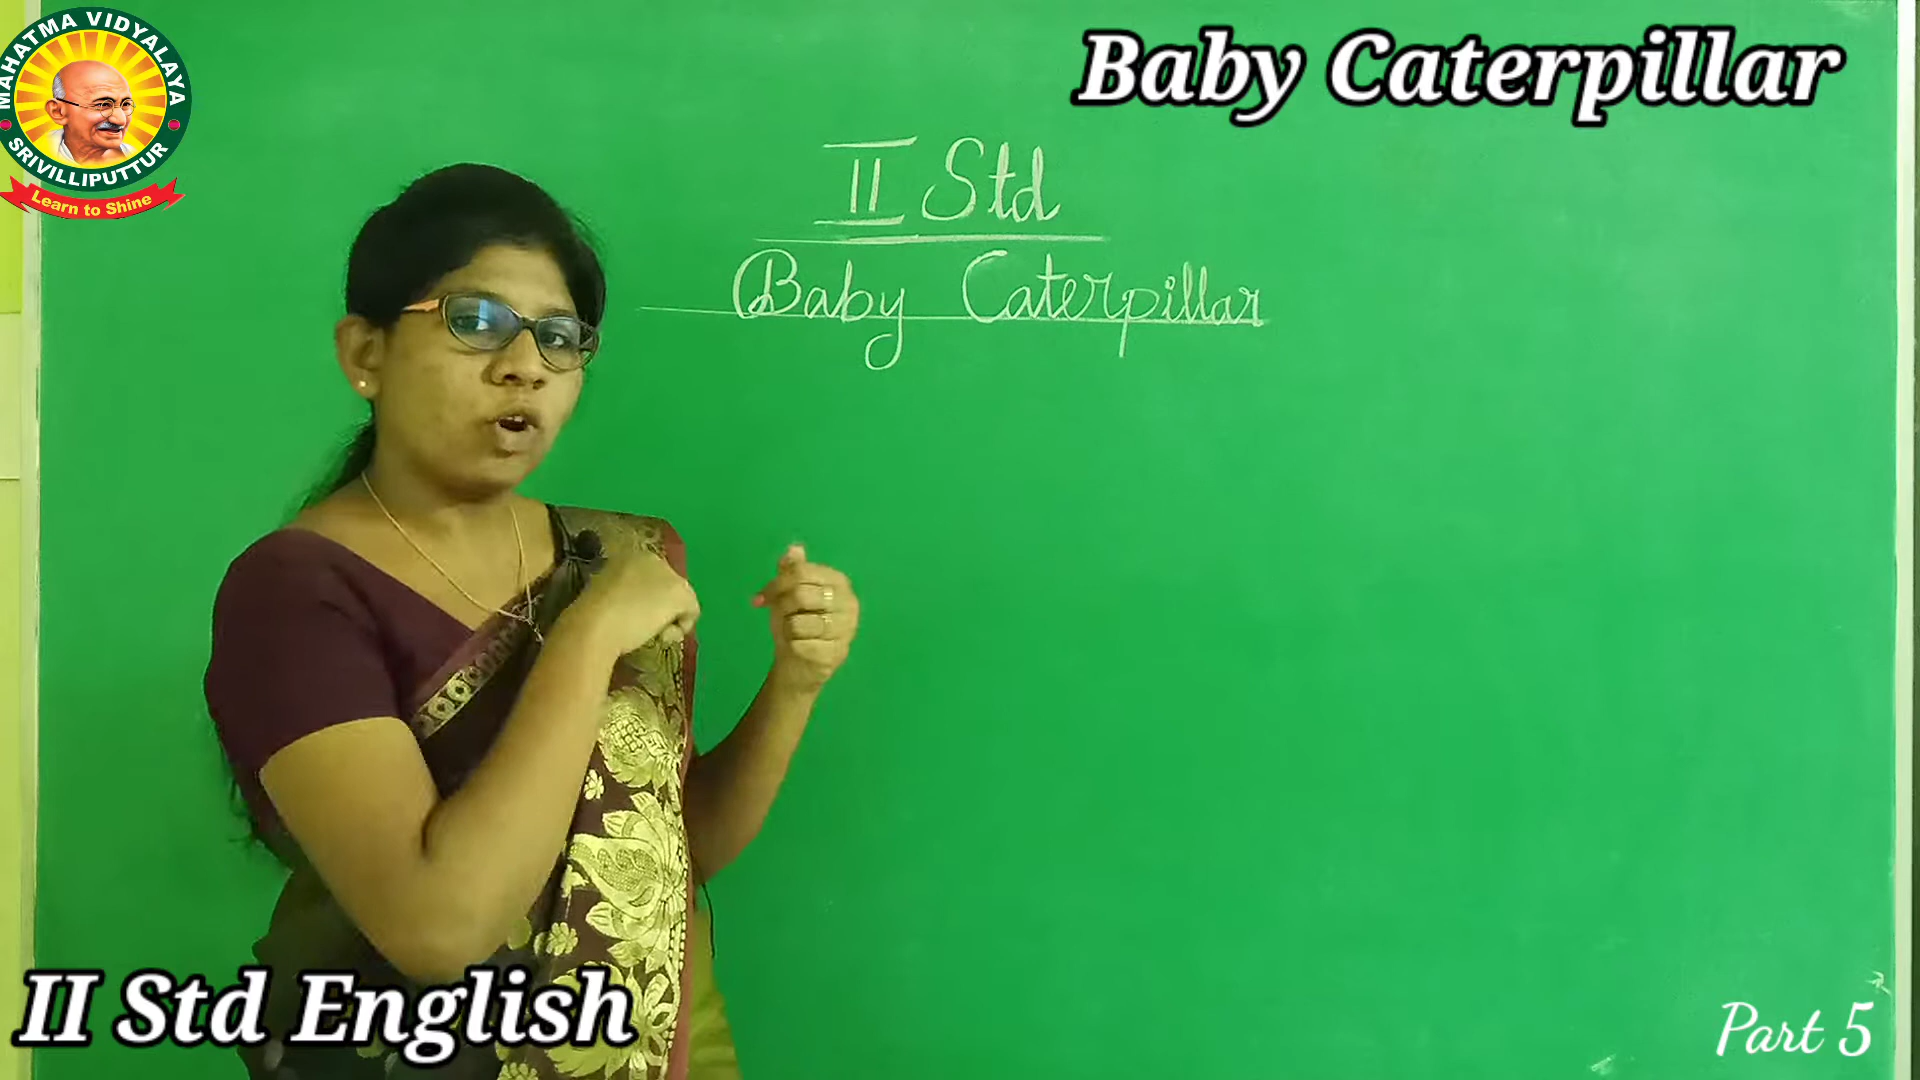 MAHATMA VIDYALAYA
SRIVILLIPUTTUR
Learn to Shine
Baby Caterpillar
II Std
Baby Caterpillar
II Std English
Part 5